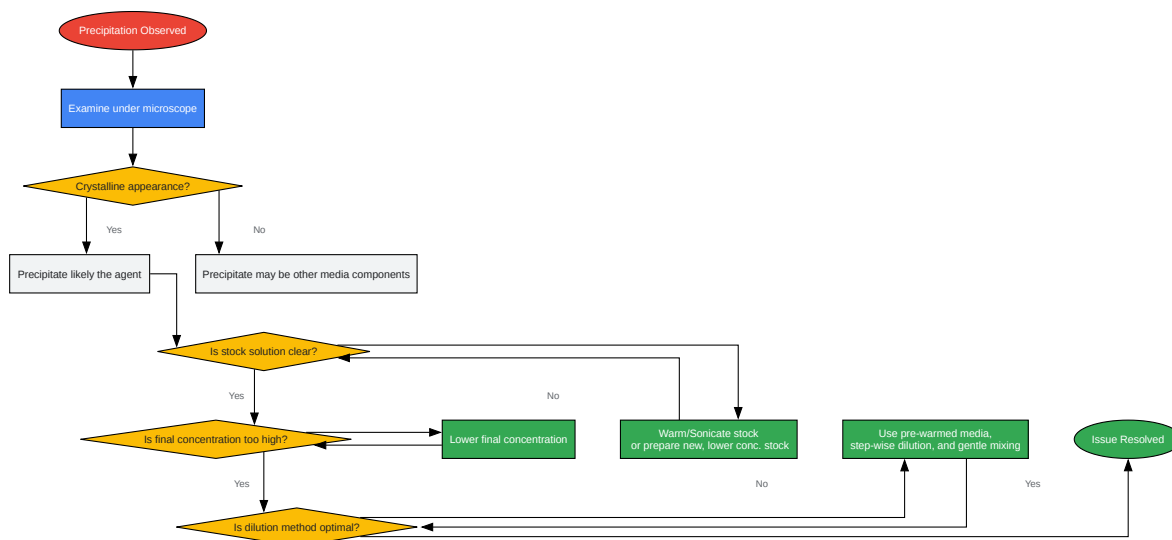 Precipitation Observed
Examine under microscope
Crystalline appearance?
Yes
No
Precipitate likely the agent
Precipitate may be other media components
Is stock solution clear?
Yes
No
Is final concentration too high?
Lower final concentration
Warm/Sonicate stock
or prepare new, lower conc. stock
Use pre-warmed media,
step-wise dilution, and gentle mixing
Issue Resolved
Yes
No
Yes
Is dilution method optimal?